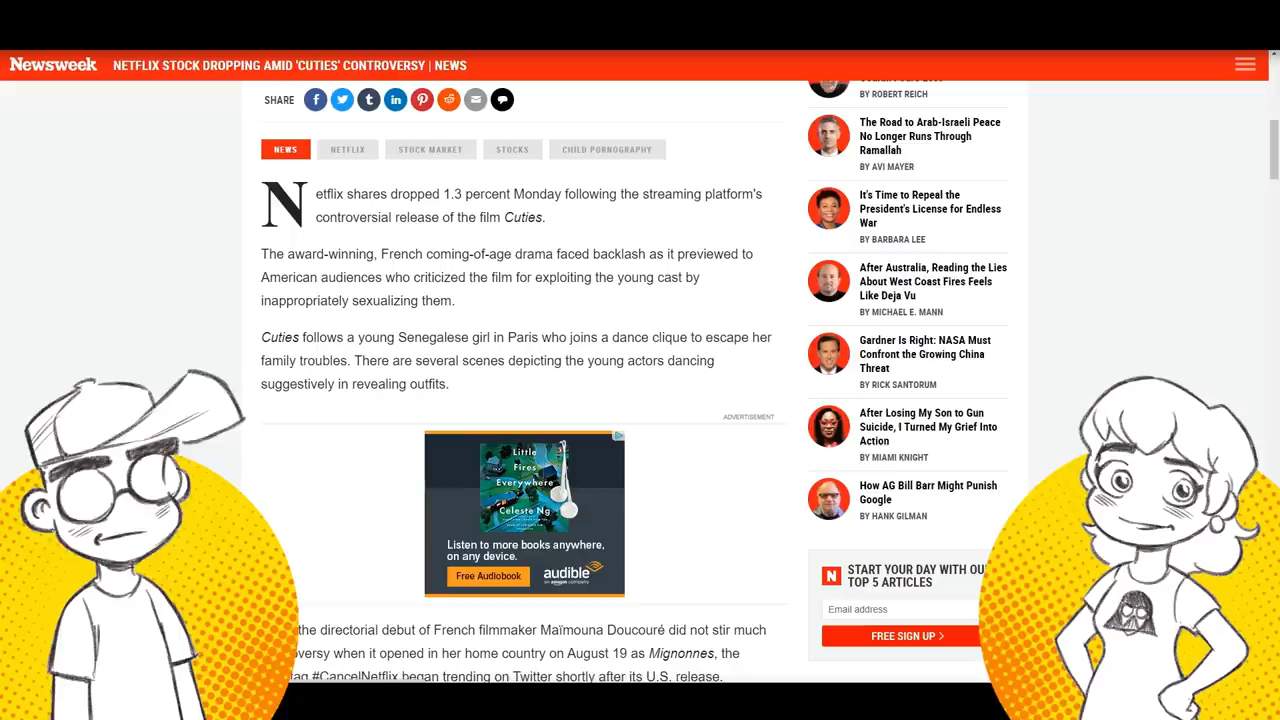 Newsweek NETFLIX STOCK DROPPING AMID 'CUTIES' CONTROVERSY | NEWS
SHARE
NEWS NETFLIX STOCK MARKET STOCKS CHILD PORNOGRAPHY
Netflix shares dropped 1.3 percent Monday following the streaming platform's
controversial release of the film Cuties.
The award-winning, French coming-of-age drama faced backlash as it previewed to
American audiences who criticized the film for exploiting the young cast by
inappropriately sexualizing them.
Cuties follows a young Senegalese girl in Paris who joins a dance clique to escape her
family troubles. There are several scenes depicting the young actors dancing
suggestively in revealing outfits.
ADVERTISEMENT
Little
Fires
Everywhere
Celeste Ng
Listen to more books anywhere,
on any device.
Free Audiobook
audible
an amazon company
the directorial debut of French filmmaker Maïmouna Doucouré did not stir much
when it opened in her home country on August 19 as Mignonnes, the
#CancelNetflix began trending on Twitter shortly after its U.S. release.
BY ROBERT REICH
The Road to Arab-Israeli Peace
No Longer Runs Through
Ramallah
BY AVI MAYER
It's Time to Repeal the
President's License for Endless
War
BY BARBARA LEE
After Australia, Reading the Lies
About West Coast Fires Feels
Like Deja Vu
BY MICHAEL E. MANN
Gardner Is Right: NASA Must
Confront the Growing China
Threat
BY RICK SANTORUM
After Losing My Son to Gun
Suicide, I Turned My Grief Into
Action
BY MIAMI KNIGHT
How AG Bill Barr Might Punish
Google
BY HANK GILMAN
N START YOUR DAY WITH OU
TOP 5 ARTICLES
Email address
FREE SIGN UP >